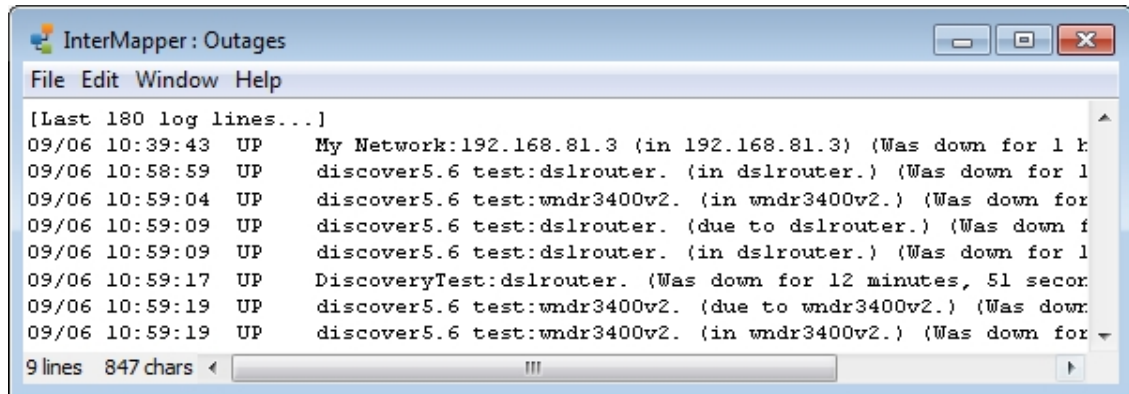 InterMapper : Outages
File Edit Window Help
[Last 180 log lines...]
09/06 10:39:43 UP My Network:192.168.81.3 (in 192.168.81.3) (Was down for 1 h
09/06 10:58:59 UP discover5.6 test:dslrouter. (in dslrouter.) (Was down for 1
09/06 10:59:04 UP discover5.6 test:wndr3400v2. (in wndr3400v2.) (Was down for
09/06 10:59:09 UP discover5.6 test:dslrouter. (due to dslrouter.) (Was down f
09/06 10:59:09 UP discover5.6 test:dslrouter. (in dslrouter.) (Was down for 1
09/06 10:59:17 UP DiscoveryTest:dslrouter. (Was down for 12 minutes, 51 secon
09/06 10:59:19 UP discover5.6 test:wndr3400v2. (due to wndr3400v2.) (Was down
09/06 10:59:19 UP discover5.6 test:wndr3400v2. (in wndr3400v2.) (Was down for
9 lines 847 chars